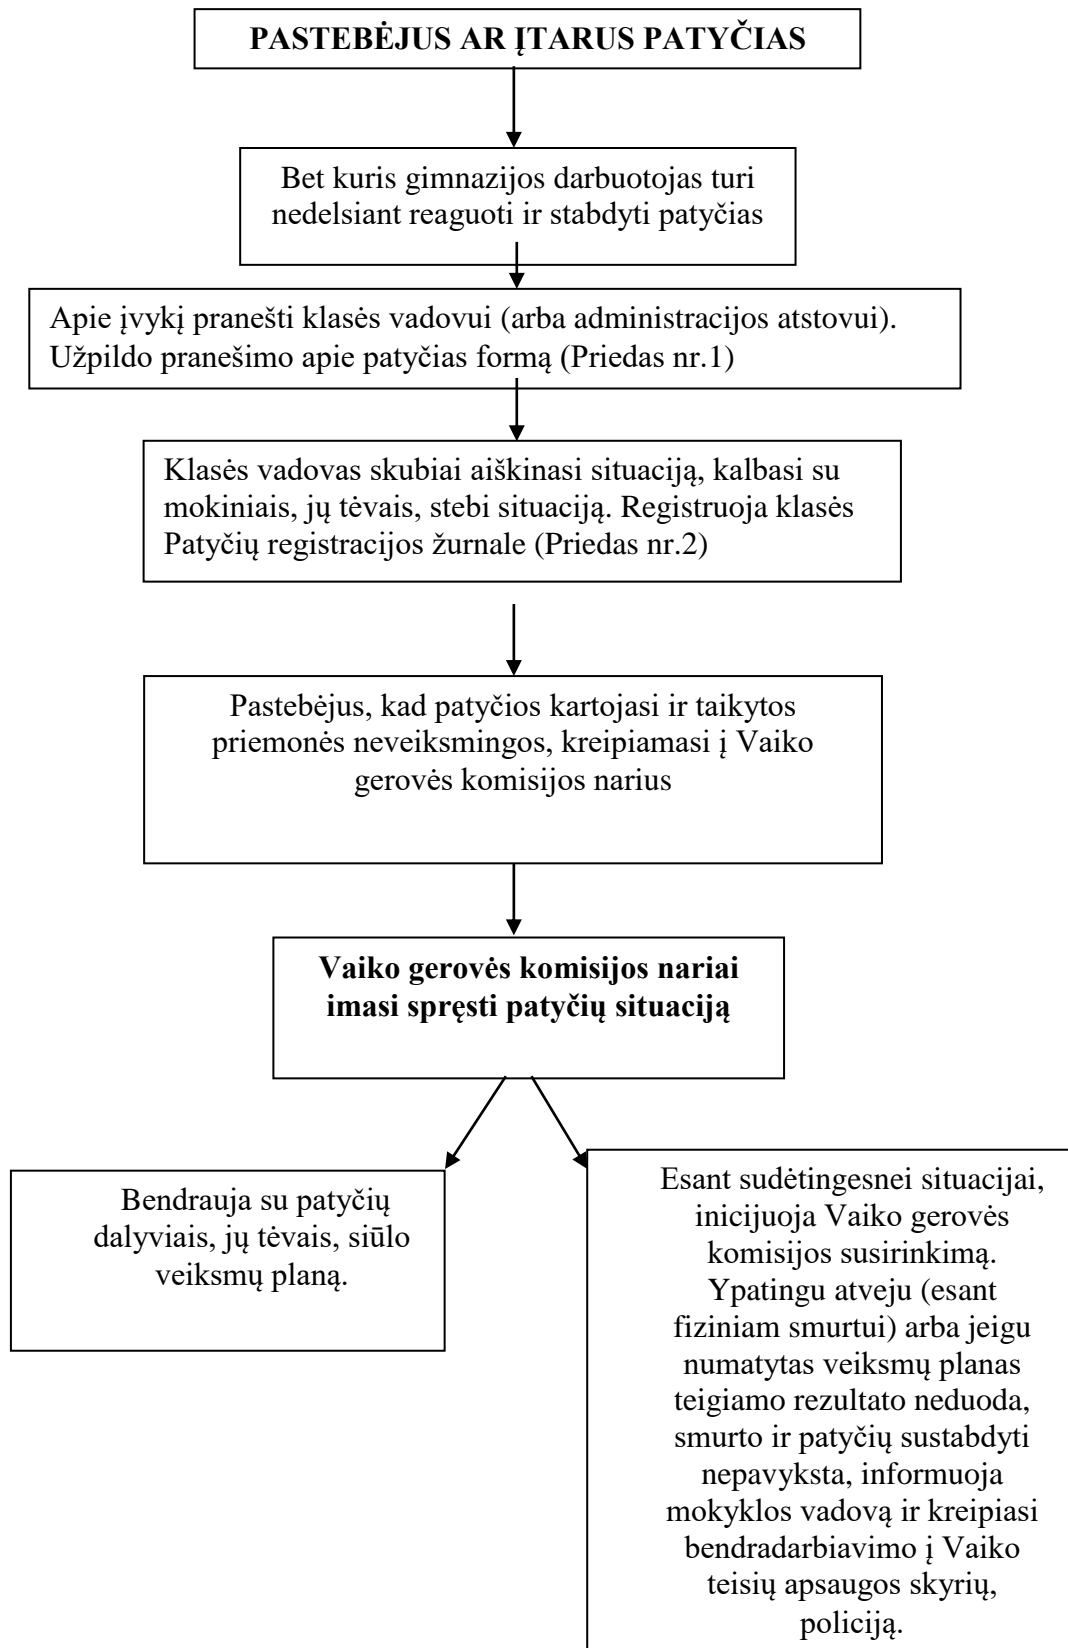 PASTEBĖJUS AR ĮTARUS PATYČIAS
Bet kuris gimnazijos darbuotojas turi
nedelsiant reaguoti ir stabdyti patyčias
Apie įvykį pranešti klasės vadovui (arba administracijos atstovui).
Užpildo pranešimo apie patyčias formą (Priedas nr.1)
Klasės vadovas skubiai aiškinasi situaciją, kalbasi su
mokiniais, jų tėvais, stebi situaciją. Registruoja klasės
Patyčių registracijos žurnale (Priedas nr.2)
Pastebėjus, kad patyčios kartojasi ir taikytos
priemonės neveiksmingos, kreipiamasi į Vaiko
gerovės komisijos narius
Vaiko gerovės komisijos nariai
imasi spręsti patyčių situaciją
Bendrauja su patyčių
dalyviais, jų tėvais, siūlo
veiksmų planą.
Esant sudėtingesnei situacijai,
inicijuoja Vaiko gerovės
komisijos susirinkimą.
Ypatingu atveju (esant
fiziniam smurtui) arba jeigu
numatytas veiksmų planas
teigiamo rezultato neduoda,
smurto ir patyčių sustabdyti
nepavyksta, informuoja
mokyklos vadovą ir kreipiasi
bendradarbiavimo į Vaiko
teisių apsaugos skyrių,
policiją.